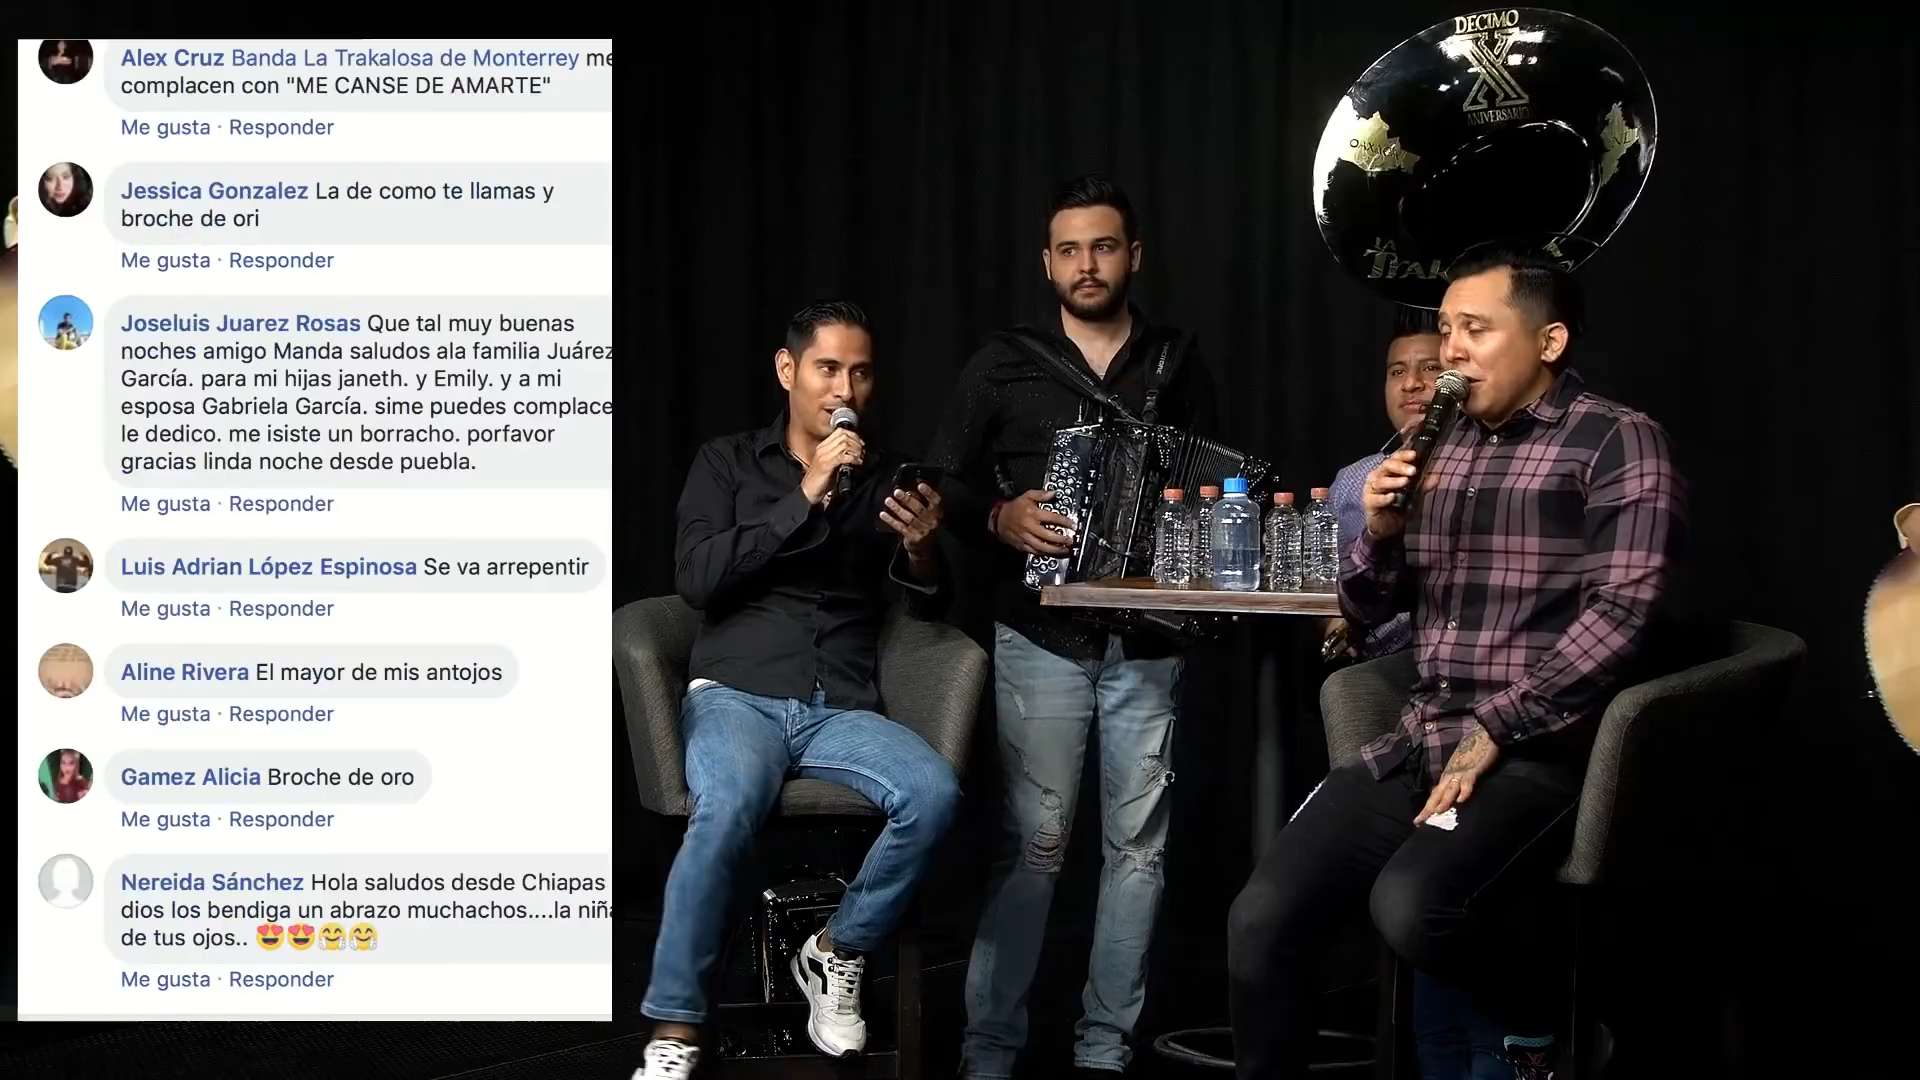 Alex Cruz Banda La Trakalosa de Monterrey me
complacen con "ME CANSE DE AMARTE"
Me gusta · Responder
Jessica Gonzalez La de como te llamas y
broche de ori
Me gusta · Responder
Joseluis Juarez Rosas Que tal muy buenas
noches amigo Manda saludos ala familia Juárez
García. para mi hijas janeth. y Emily. y a mi
esposa Gabriela García. sime puedes complace
le dedico. me isiste un borracho. porfavor
gracias linda noche desde puebla.
Me gusta · Responder
Luis Adrian López Espinosa Se va arrepentir
Me gusta · Responder
Aline Rivera El mayor de mis antojos
Me gusta · Responder
Gamez Alicia Broche de oro
Me gusta · Responder
Nereida Sánchez Hola saludos desde Chiapas
dios los bendiga un abrazo muchachos....la niña
de tus ojos.. 😍😍🤗🤗
Me gusta · Responder
DECIMO
X
ANIVERSARIO
OAXACA
N.L.
LA